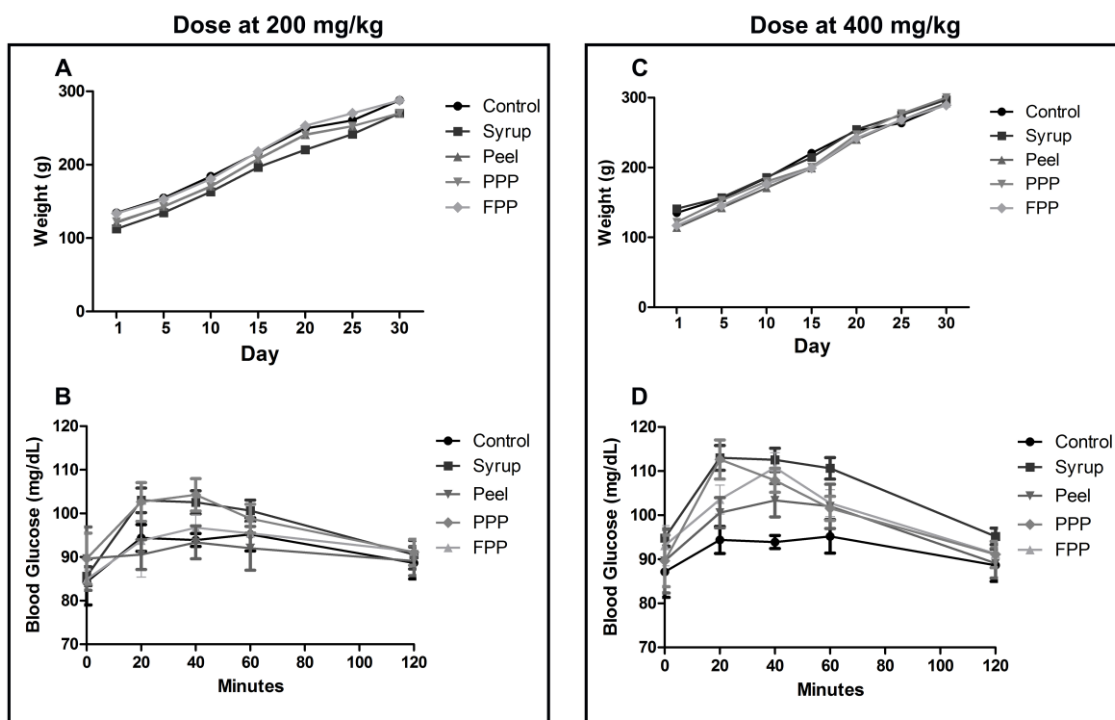 Dose at 200 mg/kg
A
Weight (g)
300
200
100
0
1 5 10 15 20 25 30
Day
Control
Syrup
Peel
PPP
FPP
B
Blood Glucose (mg/dL)
120
110
100
90
80
70
0 20 40 60 80 100 120
Minutes
Control
Syrup
Peel
PPP
FPP
Dose at 400 mg/kg
C
Weight (g)
300
200
100
0
1 5 10 15 20 25 30
Day
Control
Syrup
Peel
PPP
FPP
D
Blood Glucose (mg/dL)
120
110
100
90
80
70
0 20 40 60 80 100 120
Minutes
Control
Syrup
Peel
PPP
FPP